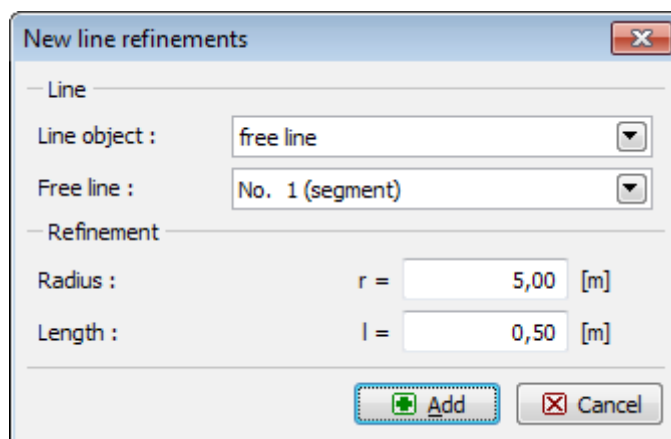 New line refinements
Line
Line object : free line
Free line : No. 1 (segment)
Refinement
Radius : r = 5,00 [m]
Length : l = 0,50 [m]
Add Cancel